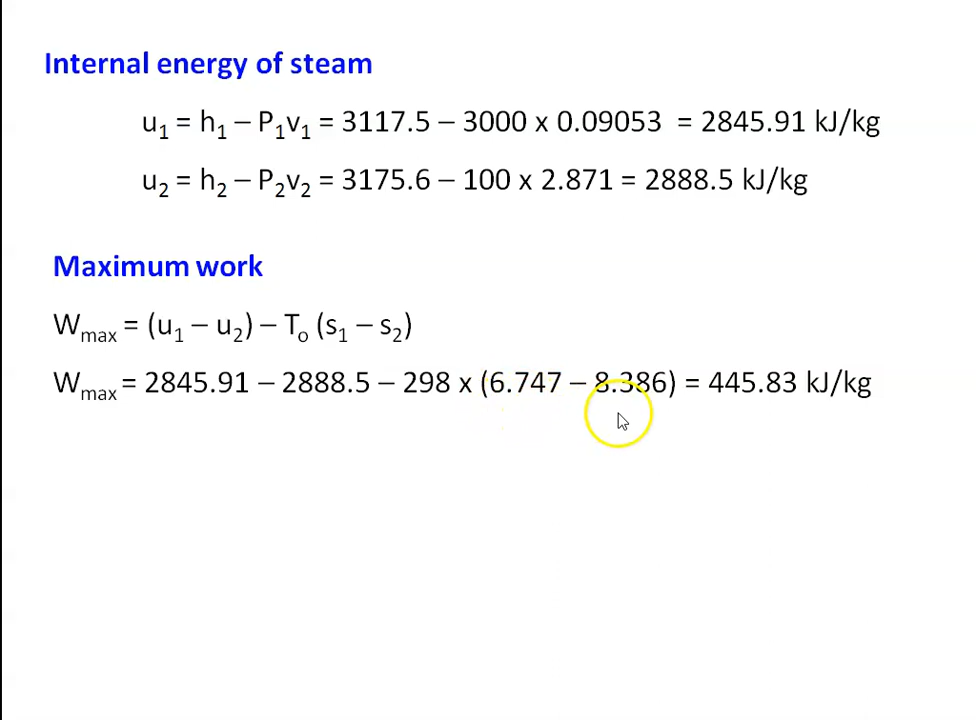 Internal energy of steam
u₁ = h₁ – P₁v₁ = 3117.5 – 3000 x 0.09053 = 2845.91 kJ/kg
u₂ = h₂ – P₂v₂ = 3175.6 – 100 x 2.871 = 2888.5 kJ/kg
Maximum work
Wmax = (u₁ – u₂) – To (s₁ – s₂)
Wmax = 2845.91 – 2888.5 – 298 x (6.747 – 8.386) = 445.83 kJ/kg